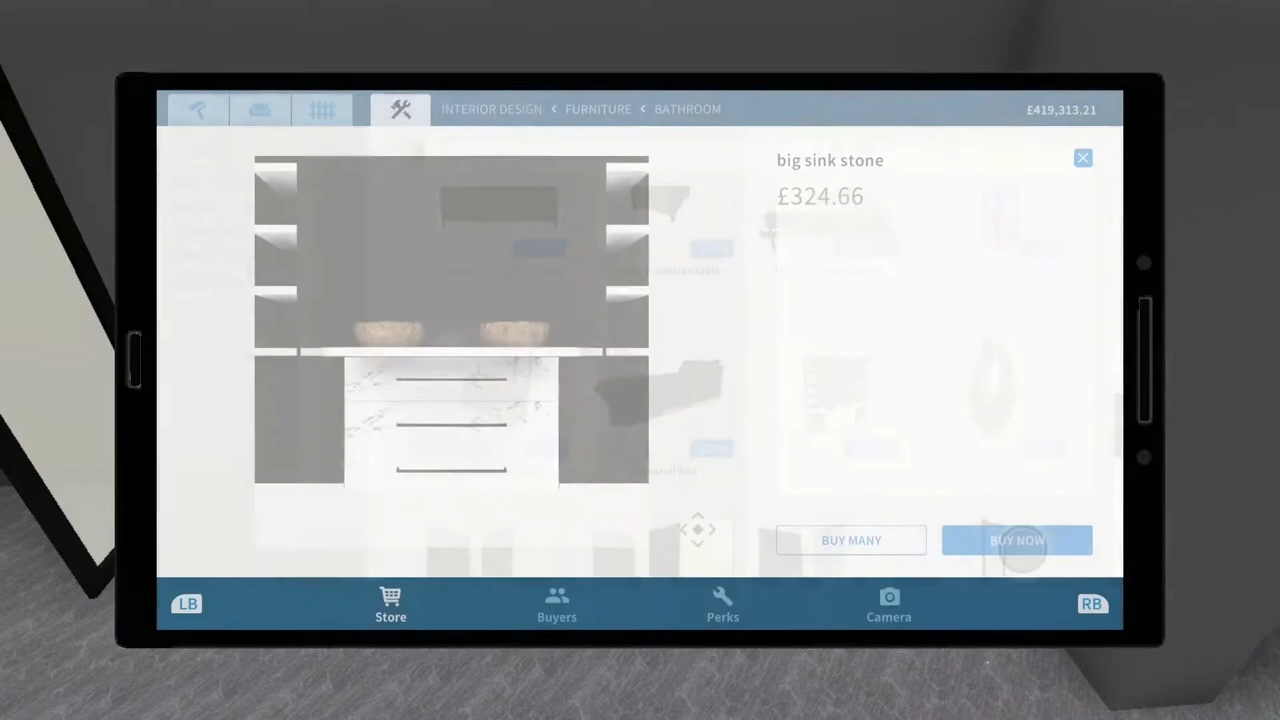 INTERIOR DESIGN < FURNITURE < BATHROOM
£419,313.21
big sink stone
£324.66
BUY MANY
BUY NOW
LB
Store
Buyers
Perks
Camera
RB